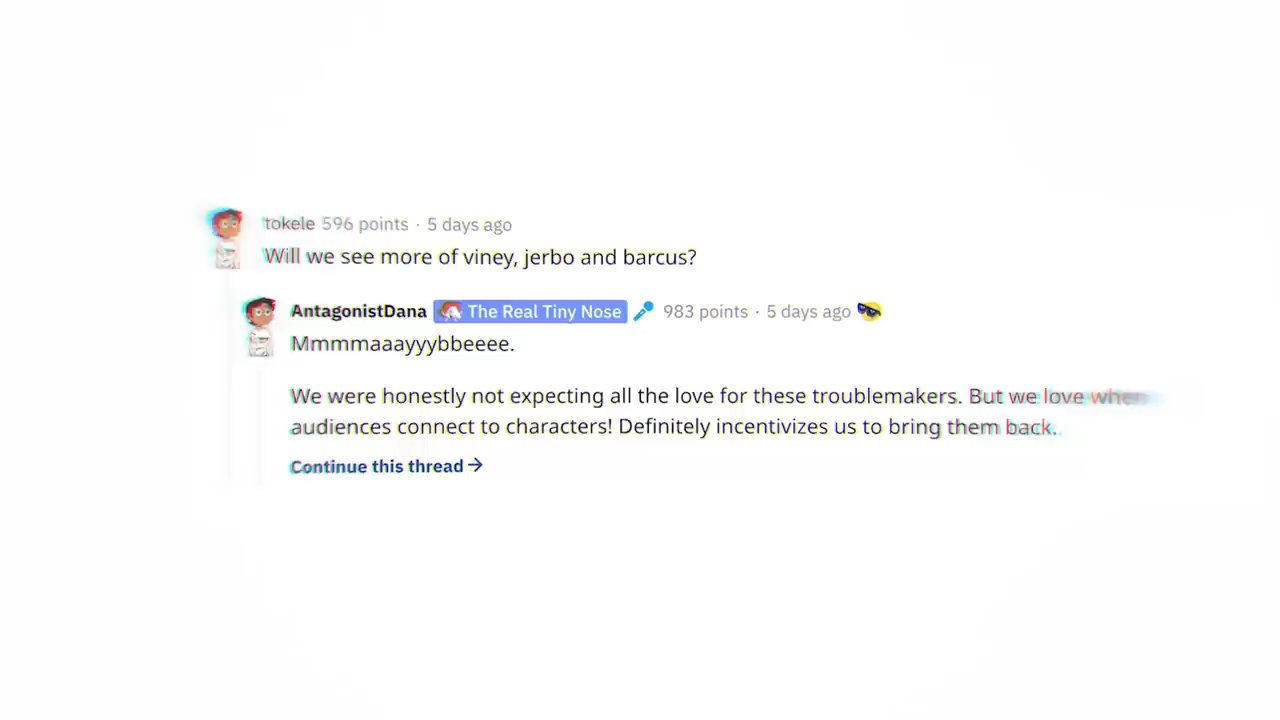 tokele 596 points · 5 days ago
Will we see more of viney, jerbo and barcus?
AntagonistDana The Real Tiny Nose 983 points · 5 days ago
Mmmmaaayyybbeeee.
We were honestly not expecting all the love for these troublemakers. But we love when
audiences connect to characters! Definitely incentivizes us to bring them back.
Continue this thread →